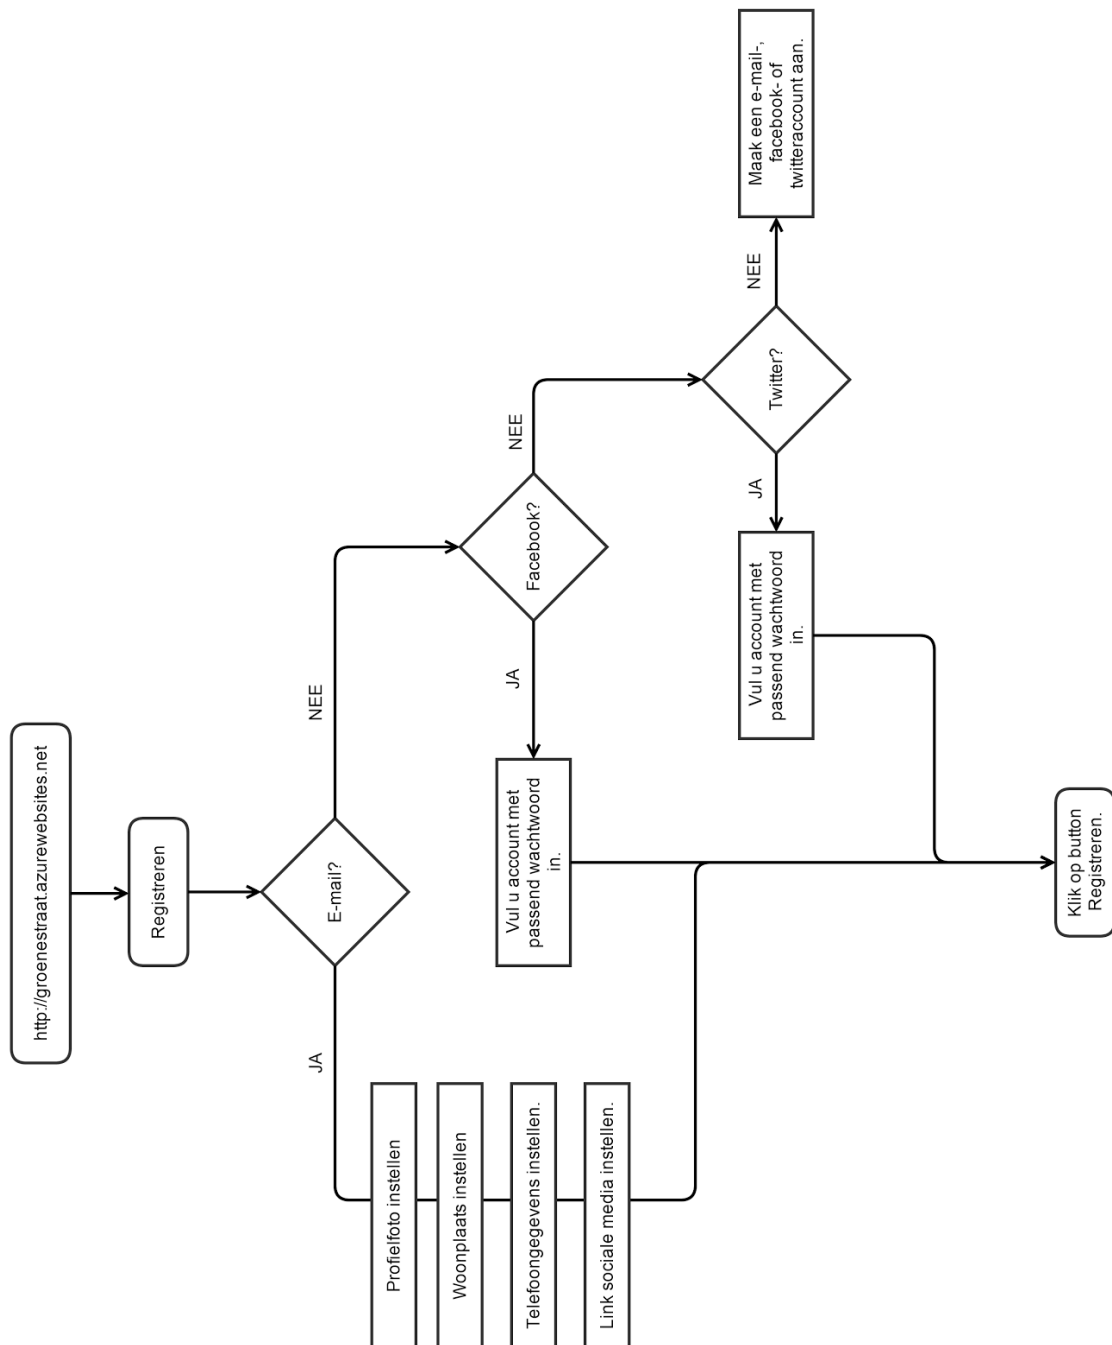 http://groenestraat.azurewebsites.net
Registreren
E-mail?
JA
NEE
Profielfoto instellen
Woonplaats instellen
Telefoongegevens instellen.
Link sociale media instellen.
Facebook?
JA
NEE
Vul u account met
passend wachtwoord
in.
Twitter?
JA
NEE
Vul u account met
passend wachtwoord
in.
Maak een e-mail-,
facebook- of
twitteraccount aan.
Klik op button
Registreren.